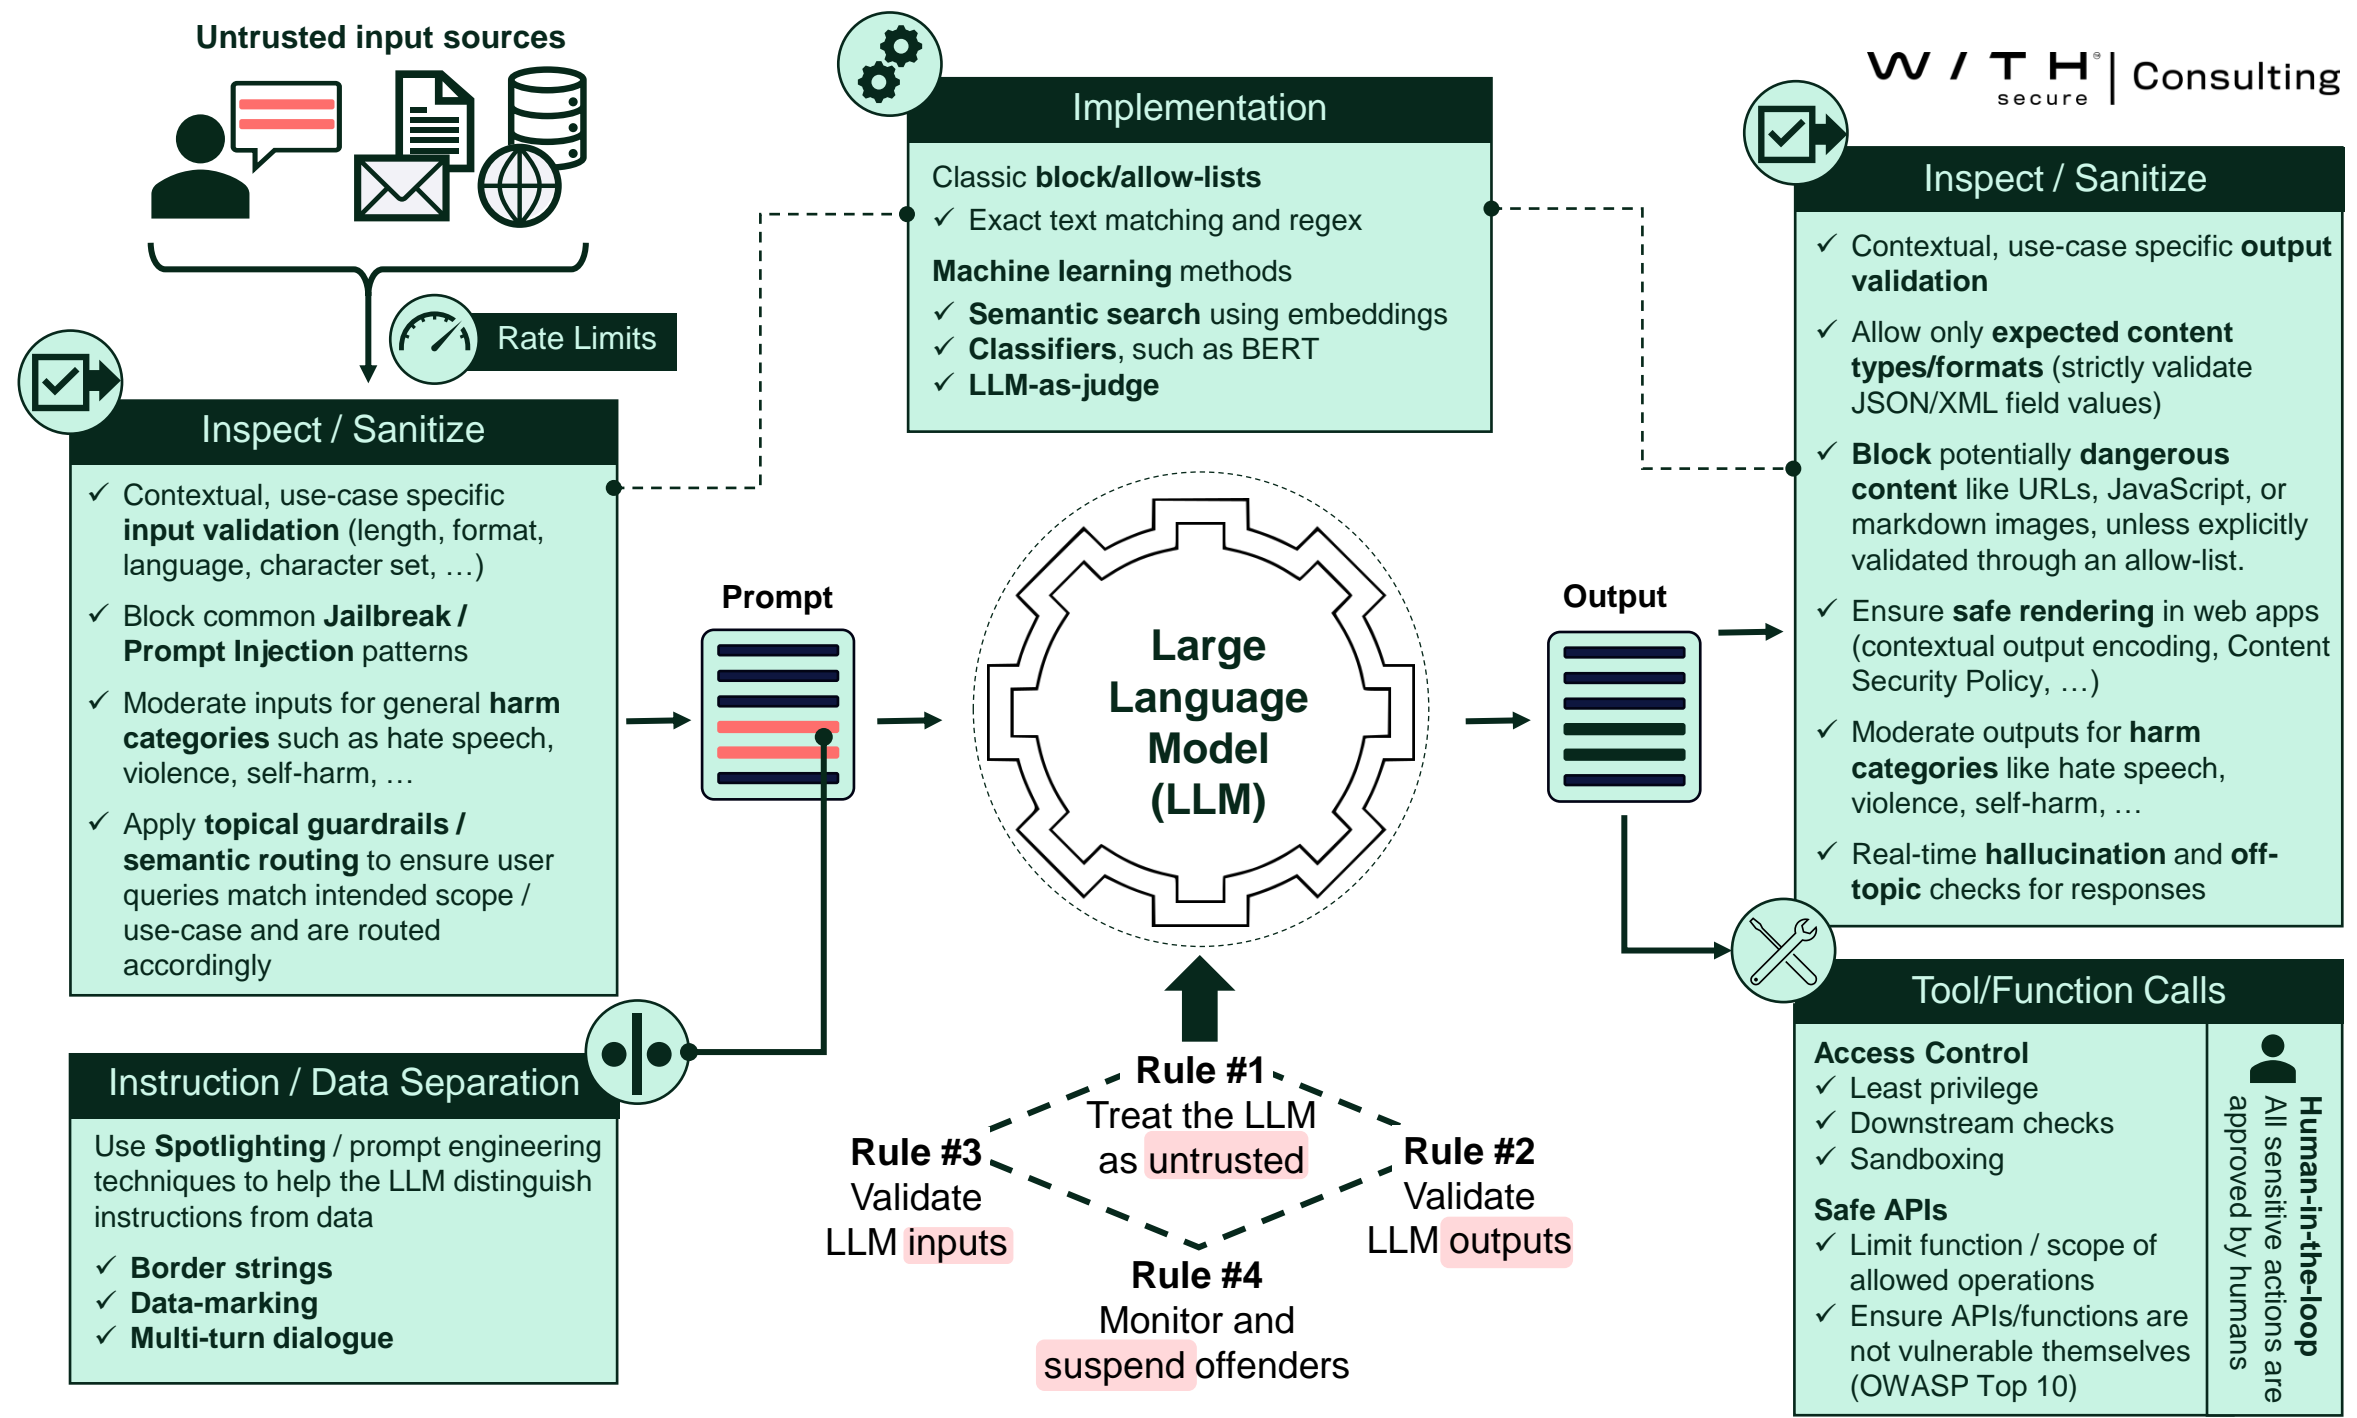 Untrusted input sources
Rate Limits
Inspect / Sanitize
✓ Contextual, use-case specific
input validation (length, format,
language, character set, …)
✓ Block common Jailbreak /
Prompt Injection patterns
✓ Moderate inputs for general harm
categories such as hate speech,
violence, self-harm, …
✓ Apply topical guardrails /
semantic routing to ensure user
queries match intended scope /
use-case and are routed
accordingly
Instruction / Data Separation
Use Spotlighting / prompt engineering
techniques to help the LLM distinguish
instructions from data
✓ Border strings
✓ Data-marking
✓ Multi-turn dialogue
Implementation
Classic block/allow-lists
✓ Exact text matching and regex
Machine learning methods
✓ Semantic search using embeddings
✓ Classifiers, such as BERT
✓ LLM-as-judge
Prompt
Large
Language
Model
(LLM)
Output
Rule #1
Treat the LLM
as untrusted
Rule #3
Validate
LLM inputs
Rule #2
Validate
LLM outputs
Rule #4
Monitor and
suspend offenders
W / T H
secure
Consulting
Inspect / Sanitize
✓ Contextual, use-case specific output
validation
✓ Allow only expected content
types/formats (strictly validate
JSON/XML field values)
✓ Block potentially dangerous
content like URLs, JavaScript, or
markdown images, unless explicitly
validated through an allow-list.
✓ Ensure safe rendering in web apps
(contextual output encoding, Content
Security Policy, …)
✓ Moderate outputs for harm
categories like hate speech,
violence, self-harm, …
✓ Real-time hallucination and off-
topic checks for responses
Tool/Function Calls
Access Control
✓ Least privilege
✓ Downstream checks
✓ Sandboxing
Safe APIs
✓ Limit function / scope of
allowed operations
✓ Ensure APIs/functions are
not vulnerable themselves
(OWASP Top 10)
Human-in-the-loop
All sensitive actions are
approved by humans